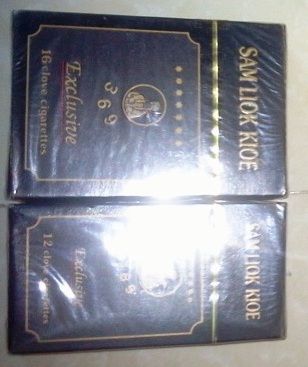 SAM LIOK KIOE
369
Exclusive
16 clove cigarettes
SAM LIOK KIOE
Exclusive
12 clove cigarettes